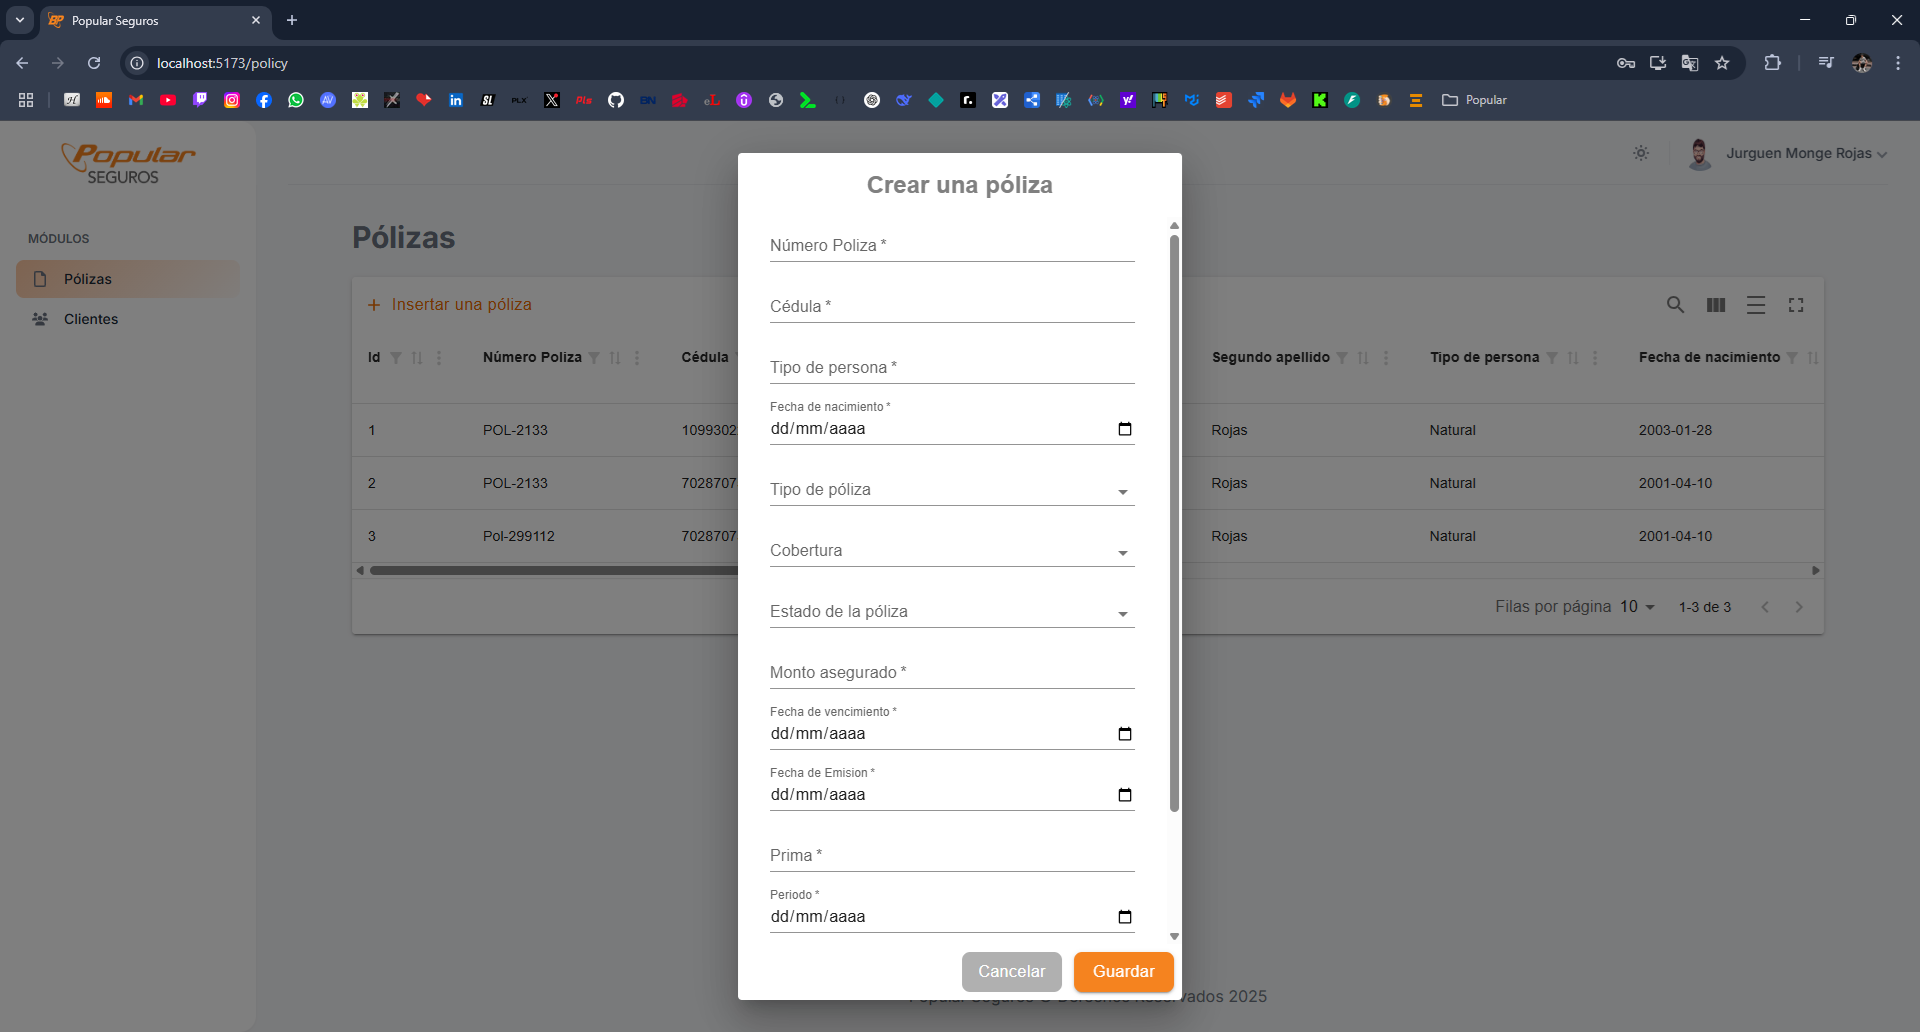 Popular Seguros
localhost:5173/policy
Popular
Popular
SEGUROS
Jurguen Monge Rojas
MÓDULOS
Pólizas
Clientes
Pólizas
+ Insertar una póliza
Id
Número Poliza
Cédula
Segundo apellido
Tipo de persona
Fecha de nacimiento
1
POL-2133
1099302
Rojas
Natural
2003-01-28
2
POL-2133
7028707
Rojas
Natural
2001-04-10
3
Pol-299112
7028707
Rojas
Natural
2001-04-10
Filas por página
10
1-3 de 3
Crear una póliza
Número Poliza *
Cédula *
Tipo de persona *
Fecha de nacimiento *
dd/mm/aaaa
Tipo de póliza
Cobertura
Estado de la póliza
Monto asegurado *
Fecha de vencimiento *
dd/mm/aaaa
Fecha de Emision *
dd/mm/aaaa
Prima *
Periodo *
dd/mm/aaaa
Cancelar
Guardar
Popular Seguros © Derechos Reservados 2025